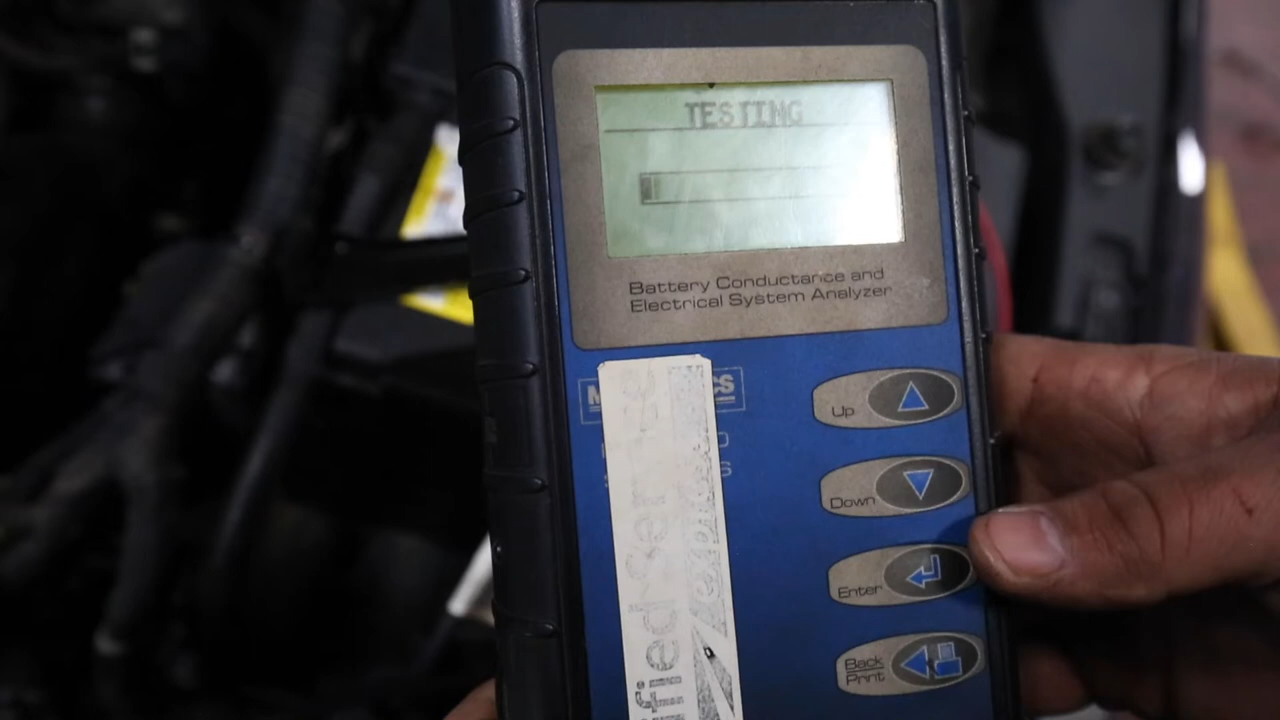 TESTING
Battery Conductance and
Electrical System Analyzer
Up
Down
Enter
Back
Print